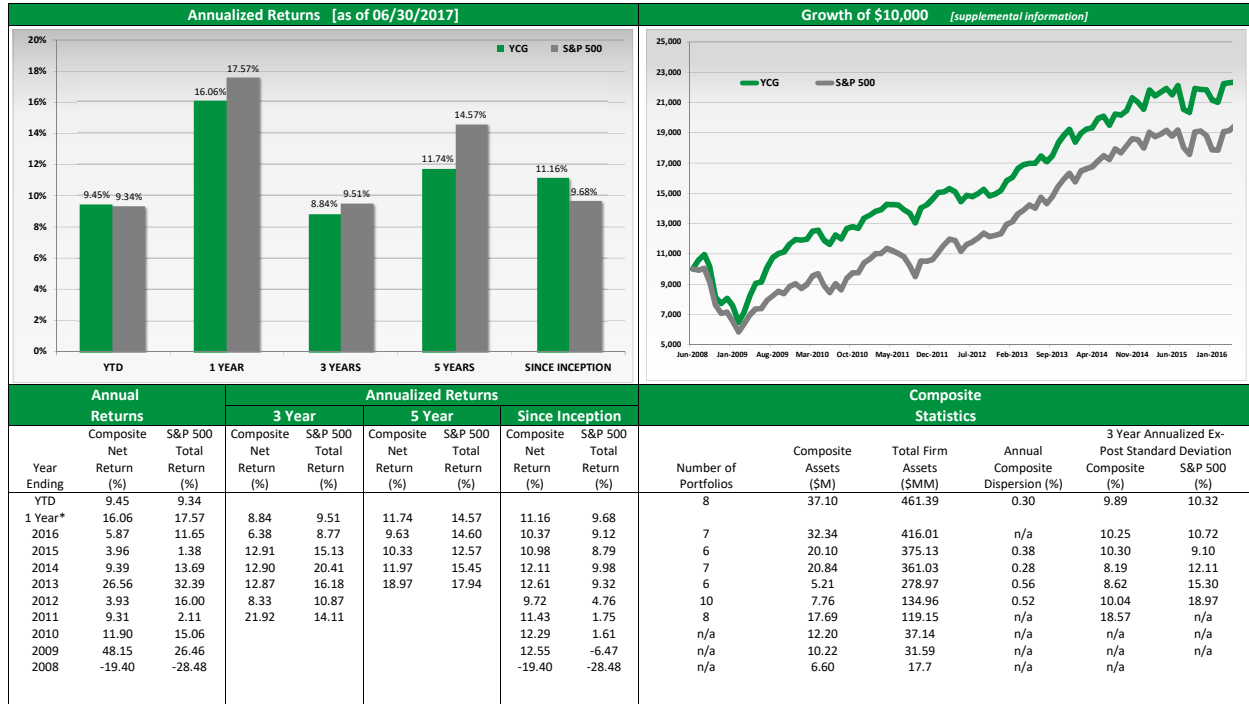 Annualized Returns [as of 06/30/2017]
20%
18%
16%
14%
12%
10%
8%
6%
4%
2%
0%
YCG S&P 500
9.45% 9.34%
16.06% 17.57%
8.84% 9.51%
11.74% 14.57%
11.16% 9.68%
YTD 1 YEAR 3 YEARS 5 YEARS SINCE INCEPTION
Growth of $10,000 [supplemental information]
25,000
23,000
21,000
19,000
17,000
15,000
13,000
11,000
9,000
7,000
5,000
YCG S&P 500
Jun-2008 Jan-2009 Aug-2009 Mar-2010 Oct-2010 May-2011 Dec-2011 Jul-2012 Feb-2013 Sep-2013 Apr-2014 Nov-2014 Jun-2015 Jan-2016
Annual Annualized Returns
Returns 3 Year 5 Year Since Inception
Composite S&P 500 Composite S&P 500 Composite S&P 500 Composite S&P 500
Net Total Net Total Net Total Net Total
Year Return Return Return Return Return Return Return Return
Ending (%) (%) (%) (%) (%) (%) (%) (%)
YTD 9.45 9.34
1 Year* 16.06 17.57 8.84 9.51 11.74 14.57 11.16 9.68
2016 5.87 11.65 6.38 8.77 9.63 14.60 10.37 9.12
2015 3.96 1.38 12.91 15.13 10.33 12.57 10.98 8.79
2014 9.39 13.69 12.90 20.41 11.97 15.45 12.11 9.98
2013 26.56 32.39 12.87 16.18 18.97 17.94 12.61 9.32
2012 3.93 16.00 8.33 10.87 9.72 4.76
2011 9.31 2.11 21.92 14.11 11.43 1.75
2010 11.90 15.06 12.29 1.61
2009 48.15 26.46 12.55 -6.47
2008 -19.40 -28.48 -19.40 -28.48
Composite
Statistics
3 Year Annualized Ex-
Composite Total Firm Annual Post Standard Deviation
Number of Assets Assets Composite Composite S&P 500
Portfolios ($M) ($MM) Dispersion (%) (%) (%)
8 37.10 461.39 0.30 9.89 10.32
7 32.34 416.01 n/a 10.25 10.72
6 20.10 375.13 0.38 10.30 9.10
7 20.84 361.03 0.28 8.19 12.11
6 5.21 278.97 0.56 8.62 15.30
10 7.76 134.96 0.52 10.04 18.97
8 17.69 119.15 n/a 18.57 n/a
n/a 12.20 37.14 n/a n/a n/a
n/a 10.22 31.59 n/a n/a n/a
n/a 6.60 17.7 n/a n/a